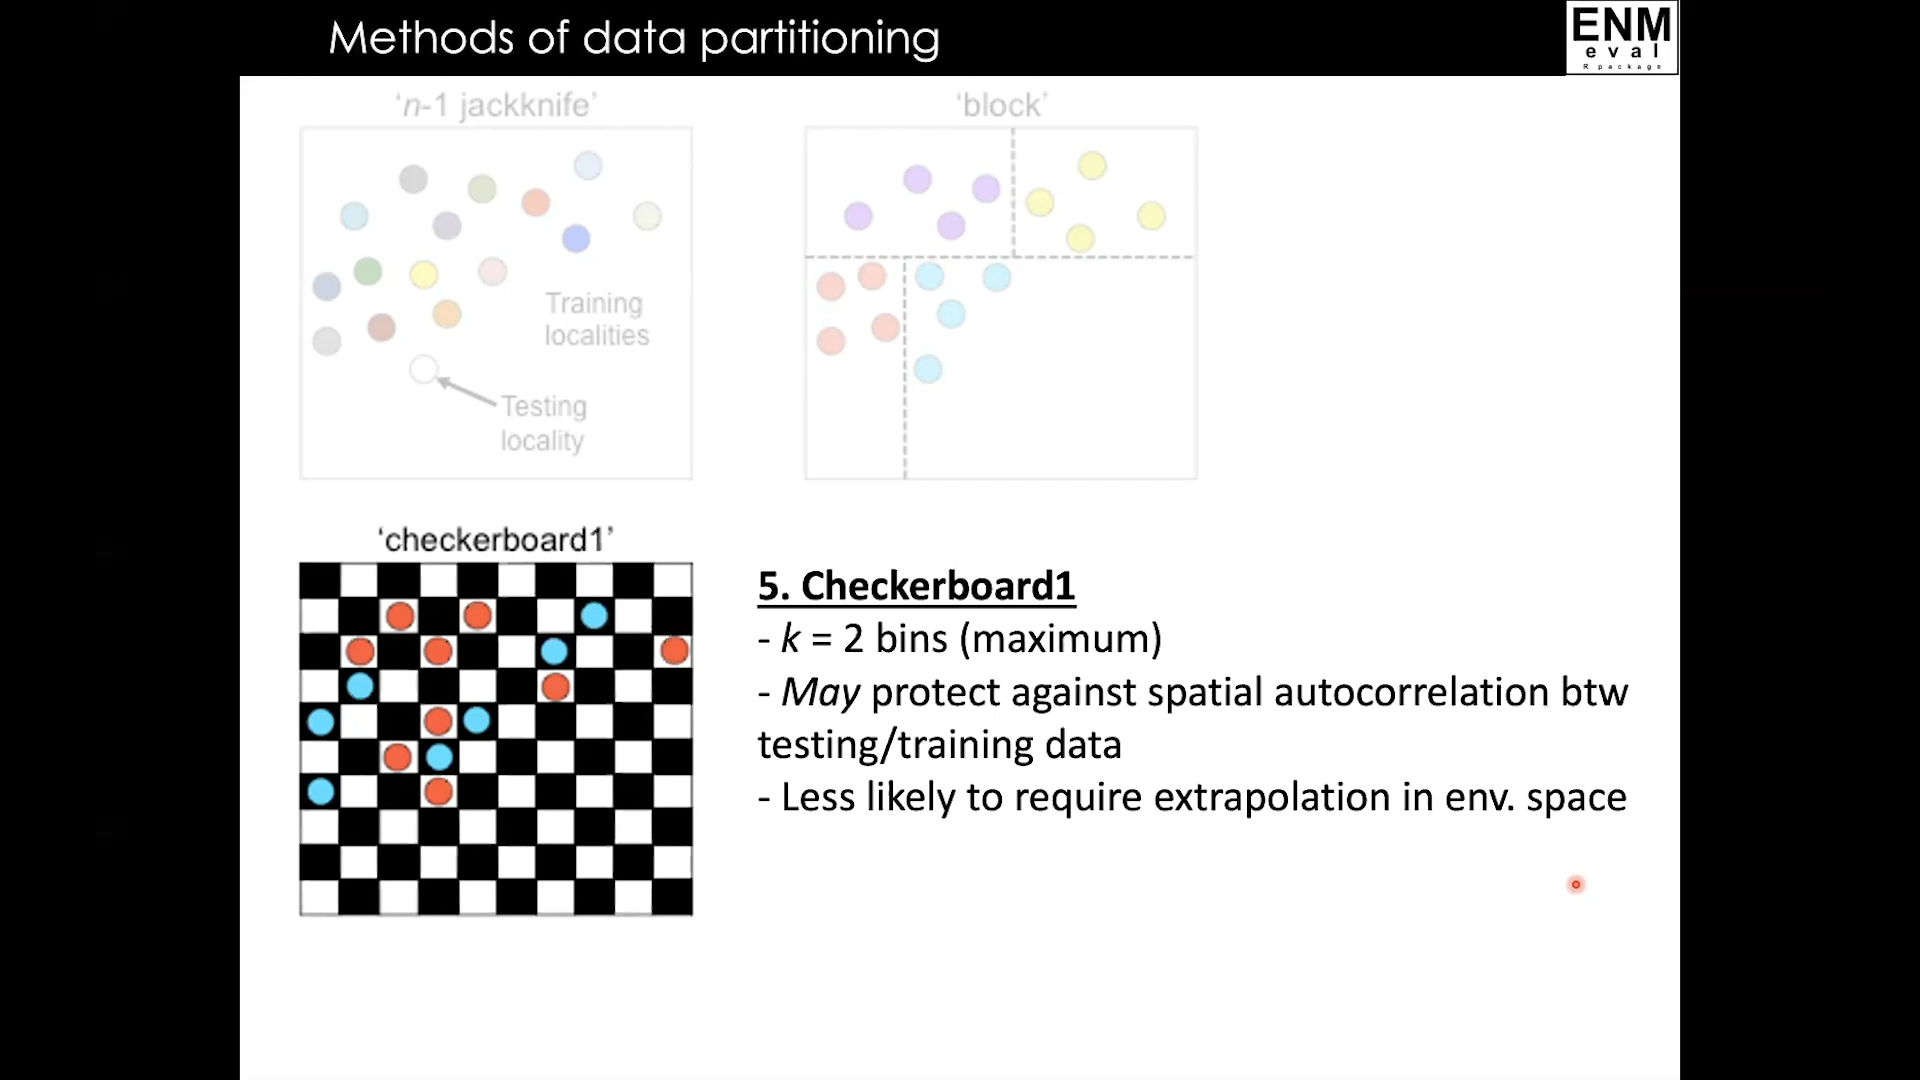 Methods of data partitioning
ENM
eval
R package
‘n-1 jackknife’
Training
localities
Testing
locality
‘block’
‘checkerboard1’
5. Checkerboard1
- k = 2 bins (maximum)
- May protect against spatial autocorrelation btw
testing/training data
- Less likely to require extrapolation in env. space